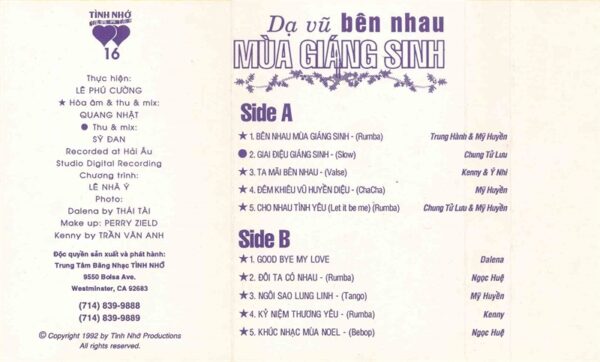 TÌNH NHỚ
16
Thực hiện:
LÊ PHÚ CƯỜNG
★ Hòa âm & thu & mix:
QUANG NHẬT
● Thu & mix:
SỸ ĐAN
Recorded at Hải Âu
Studio Digital Recording
Chương trình:
LÊ NHÃ Ý
Photo:
Dalena by THÁI TÀI
Make up: PERRY ZIELD
Kenny by TRẦN VÂN ANH
Độc quyền sản xuất và phát hành:
Trung Tâm Băng Nhạc TÌNH NHỚ
9550 Bolsa Ave.
Westminster, CA 92683
(714) 839-9888
(714) 839-9889
© Copyright 1992 by Tình Nhớ Productions
All rights reserved.
Dạ vũ bên nhau
MÙA GIÁNG SINH
Side A
★ 1. BÊN NHAU MÙA GIÁNG SINH - (Rumba) Trung Hành & Mỹ Huyền
● 2. GIAI ĐIỆU GIÁNG SINH - (Slow) Chung Tử Lưu
★ 3. TA MÃI BÊN NHAU - (Valse) Kenny & Ý Nhi
★ 4. ĐÊM KHIÊU VŨ HUYỀN DIỆU - (ChaCha) Mỹ Huyền
★ 5. CHO NHAU TÌNH YÊU (Let it be me) (Rumba) Chung Tử Lưu & Mỹ Huyền
Side B
★ 1. GOOD BYE MY LOVE Dalena
★ 2. ĐÔI TA CÓ NHAU - (Rumba) Ngọc Huệ
★ 3. NGÔI SAO LUNG LINH - (Tango) Mỹ Huyền
★ 4. KỶ NIỆM THƯƠNG YÊU - (Rumba) Kenny
★ 5. KHÚC NHẠC MÙA NOEL - (Bebop) Ngọc Huệ